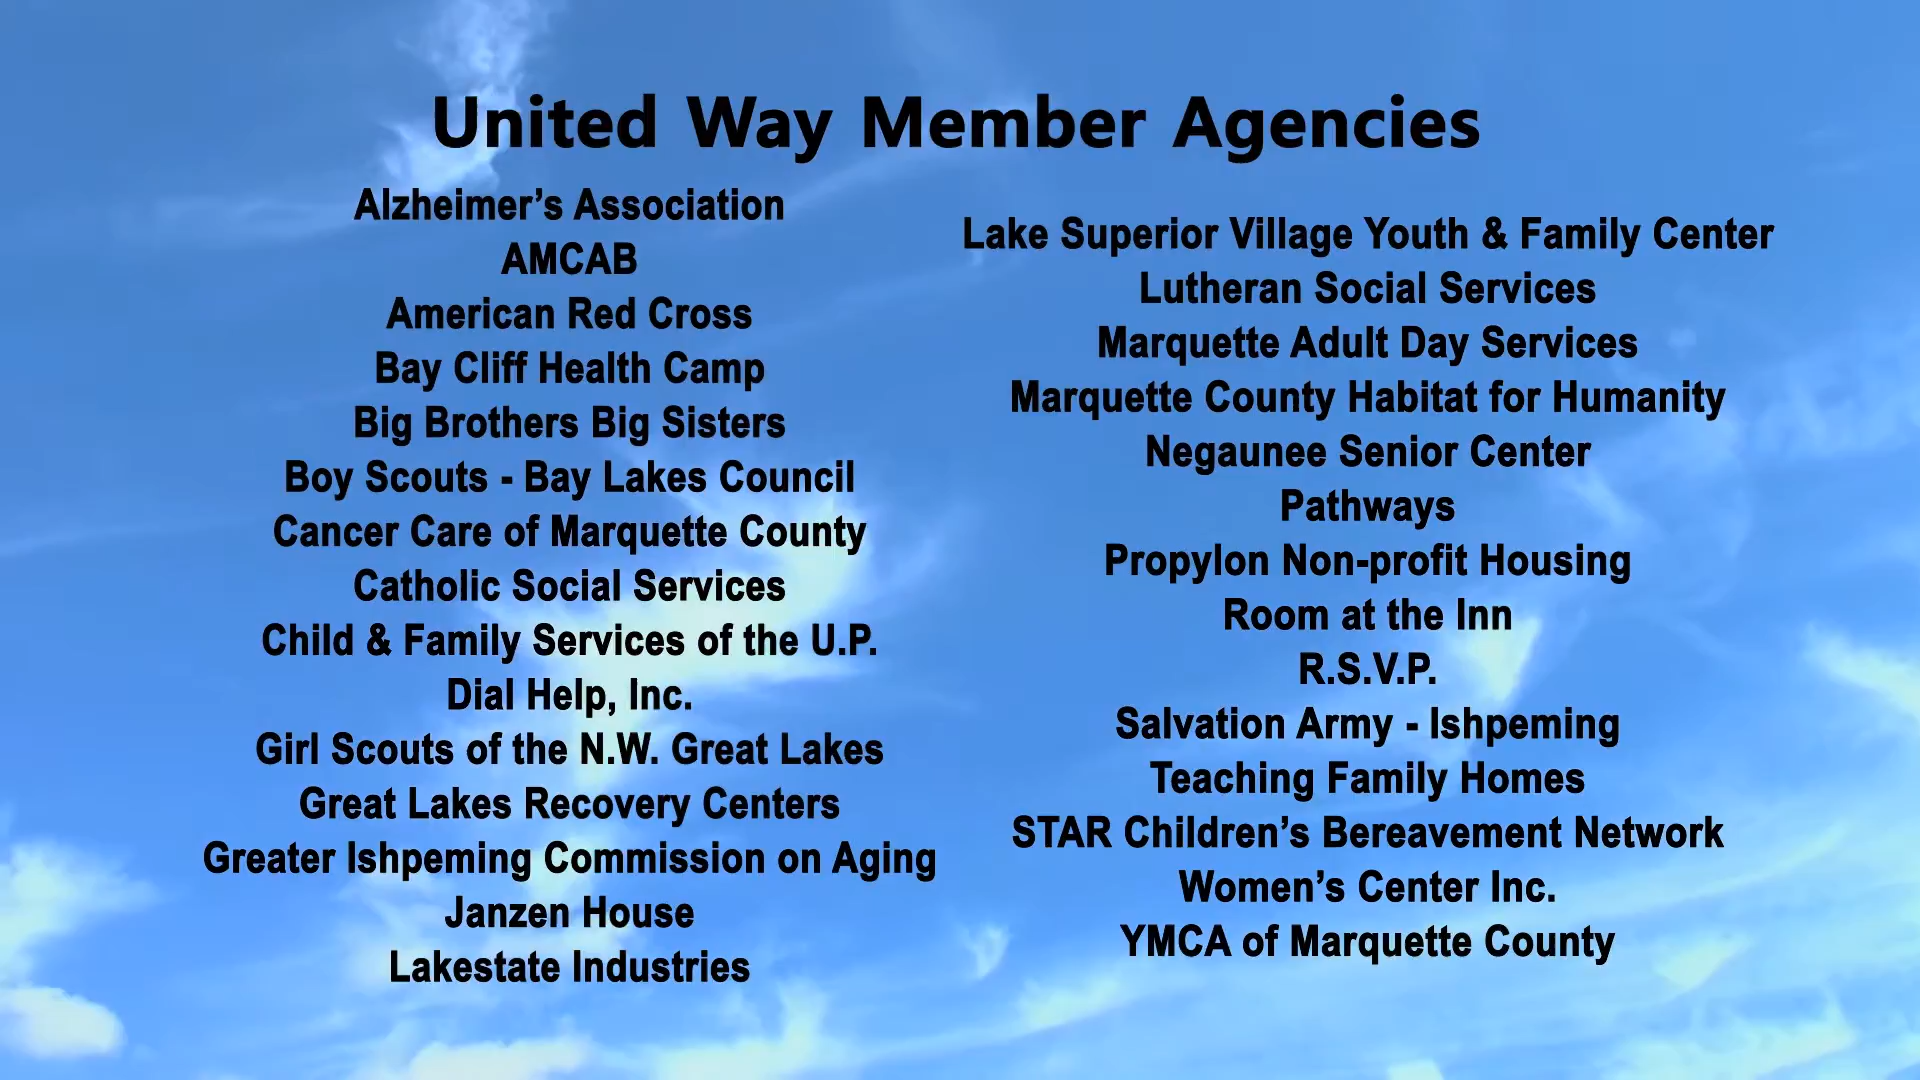 United Way Member Agencies
Alzheimer’s Association
AMCAB
American Red Cross
Bay Cliff Health Camp
Big Brothers Big Sisters
Boy Scouts - Bay Lakes Council
Cancer Care of Marquette County
Catholic Social Services
Child & Family Services of the U.P.
Dial Help, Inc.
Girl Scouts of the N.W. Great Lakes
Great Lakes Recovery Centers
Greater Ishpeming Commission on Aging
Janzen House
Lakestate Industries
Lake Superior Village Youth & Family Center
Lutheran Social Services
Marquette Adult Day Services
Marquette County Habitat for Humanity
Negaunee Senior Center
Pathways
Propylon Non-profit Housing
Room at the Inn
R.S.V.P.
Salvation Army - Ishpeming
Teaching Family Homes
STAR Children’s Bereavement Network
Women’s Center Inc.
YMCA of Marquette County